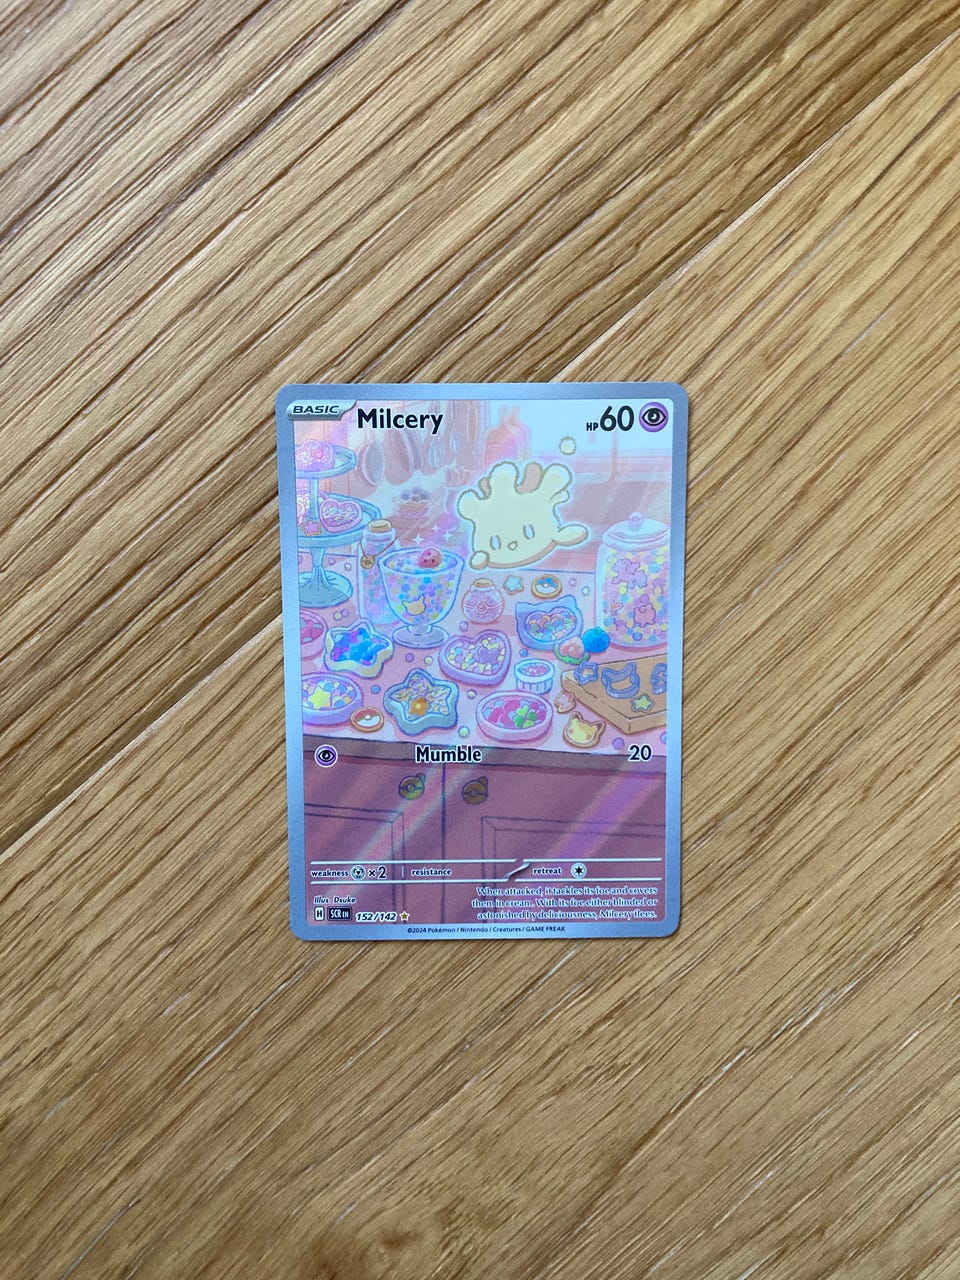 BASIC Milcery HP 60
Mumble 20
weakness ×2 resistance retreat
When attacked, it tackles its foe and covers
them in cream. With its foe either blinded or
astonished by deliciousness, Milcery flees.
Illus. Dsuke
H SCR EN 152/142
©2024 Pokémon / Nintendo / Creatures / GAME FREAK